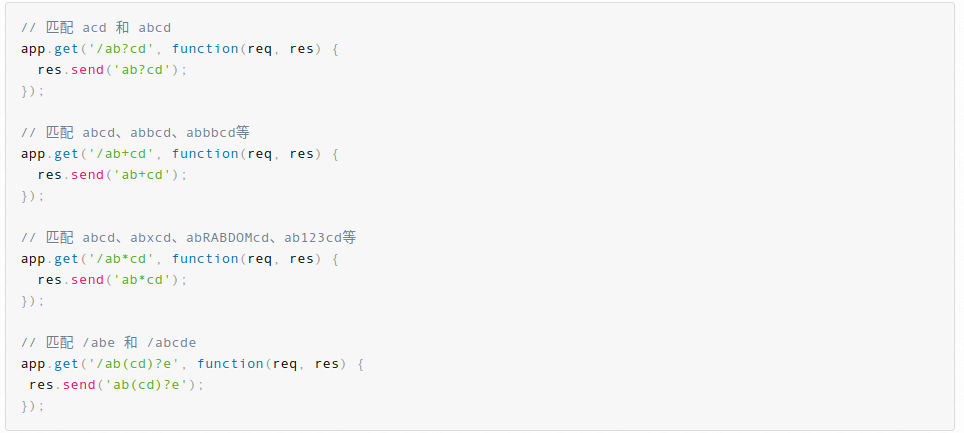 // 匹配 acd 和 abcd
app.get('/ab?cd', function(req, res) {
  res.send('ab?cd');
});
// 匹配 abcd、abbcd、abbbcd等
app.get('/ab+cd', function(req, res) {
  res.send('ab+cd');
});
// 匹配 abcd、abxcd、abRABDOMcd、ab123cd等
app.get('/ab*cd', function(req, res) {
  res.send('ab*cd');
});
// 匹配 /abe 和 /abcde
app.get('/ab(cd)?e', function(req, res) {
 res.send('ab(cd)?e');
});